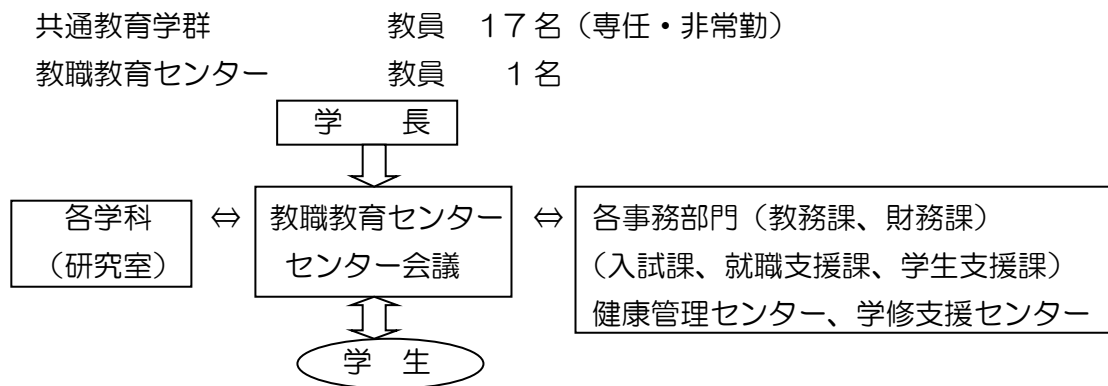 共通教育学群　教員　１７名（専任・非常勤）
教職教育センター　教員　１名
学　長
各学科
（研究室）
⇔
教職教育センター
センター会議
⇔
各事務部門（教務課、財務課）
（入試課、就職支援課、学生支援課）
健康管理センター、学修支援センター
学　生